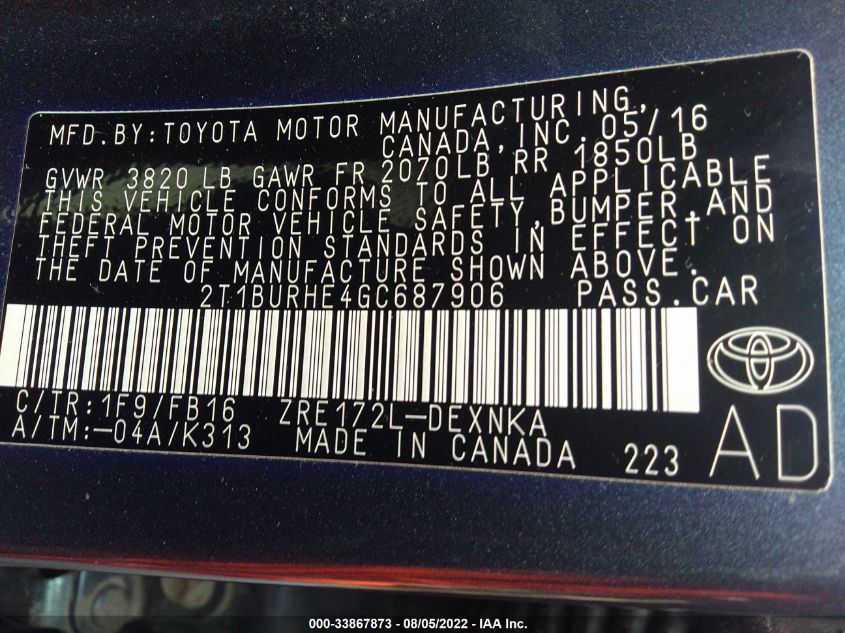 MFD.BY:TOYOTA MOTOR MANUFACTURING,
CANADA,INC. 05/16
GVWR 3820 LB GAWR FR 2070LB RR 1850LB
THIS VEHICLE CONFORMS TO ALL APPLICABLE
FEDERAL MOTOR VEHICLE SAFETY,BUMPER,AND
THEFT PREVENTION STANDARDS IN EFFECT ON
THE DATE OF MANUFACTURE SHOWN ABOVE.
2T1BURHE4GC687906 PASS.CAR
C/TR:1F9/FB16 ZRE172L-DEXNKA
A/TM:-04A/K313 MADE IN CANADA 223
AD
000-33867873 - 08/05/2022 - IAA Inc.